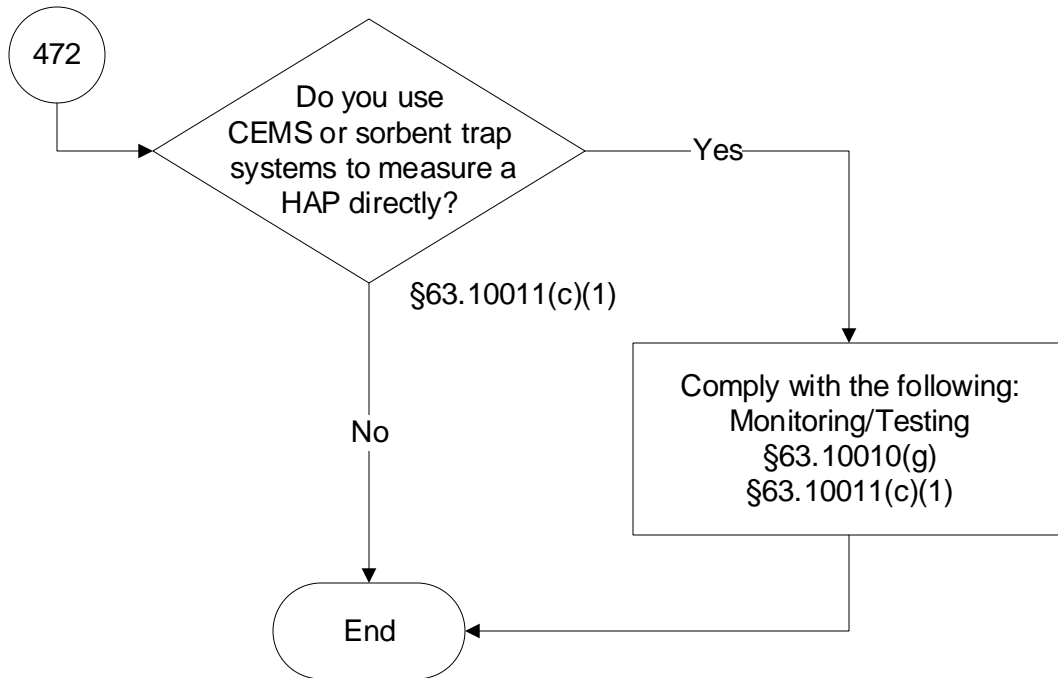 472
Do you use
CEMS or sorbent trap
systems to measure a
HAP directly?
Yes
§63.10011(c)(1)
Comply with the following:
Monitoring/Testing
§63.10010(g)
§63.10011(c)(1)
No
End